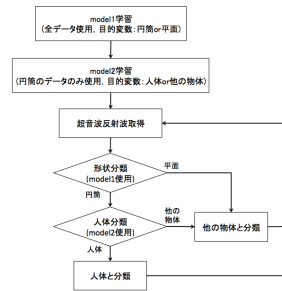 model1学習
(全データ使用, 目的変数: 円筒or平面)
model2学習
(円筒のデータのみ使用, 目的変数: 人体or他の物体)
超音波反射波取得
形状分類
(model1使用)
平面
円筒
人体分類
(model2使用)
他の
物体
他の物体と分類
人体
人体と分類